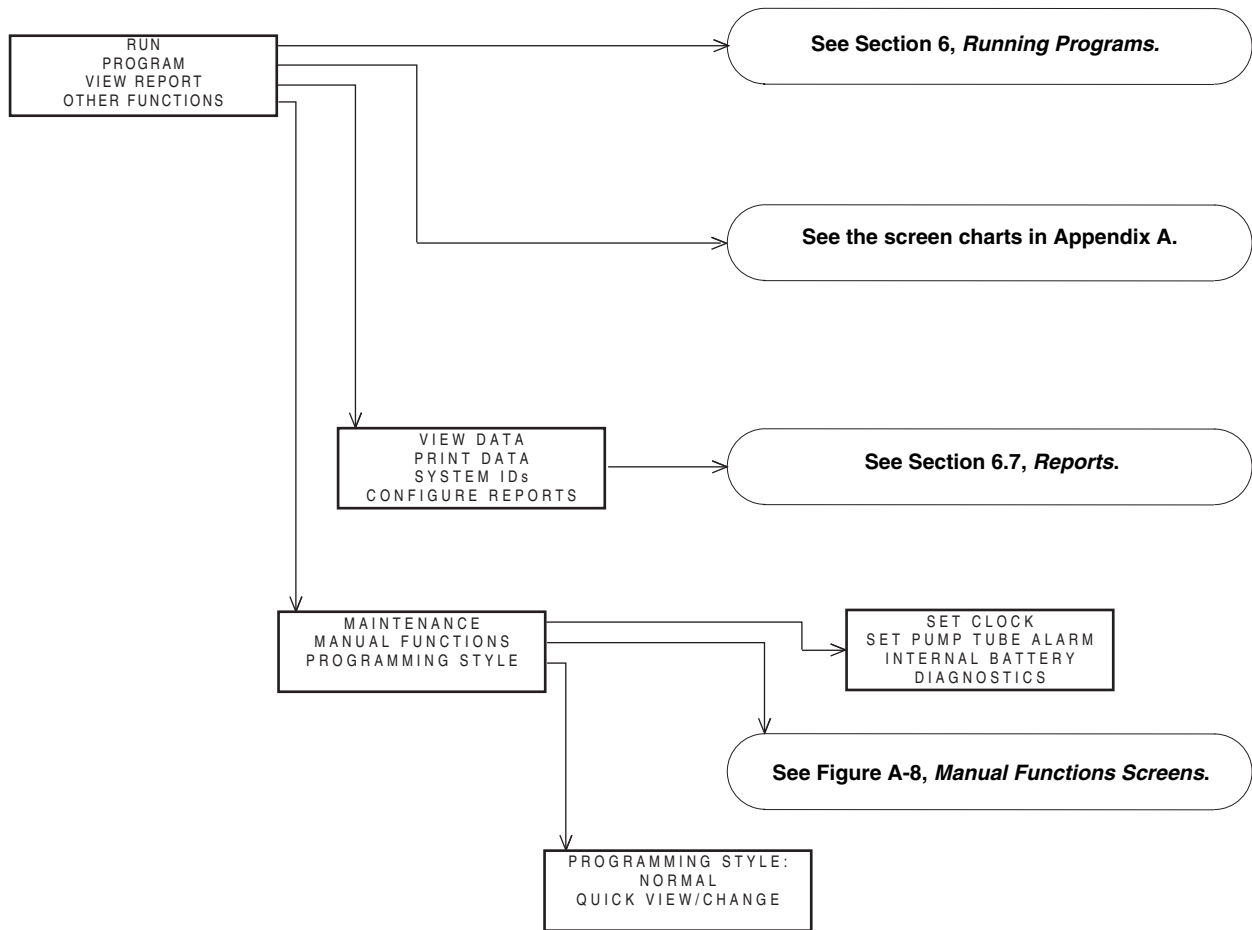 RUN
PROGRAM
VIEW REPORT
OTHER FUNCTIONS
See Section 6, Running Programs.
See the screen charts in Appendix A.
VIEW DATA
PRINT DATA
SYSTEM IDs
CONFIGURE REPORTS
See Section 6.7, Reports.
MAINTENANCE
MANUAL FUNCTIONS
PROGRAMMING STYLE
SET CLOCK
SET PUMP TUBE ALARM
INTERNAL BATTERY
DIAGNOSTICS
See Figure A-8, Manual Functions Screens.
PROGRAMMING STYLE:
NORMAL
QUICK VIEW/CHANGE